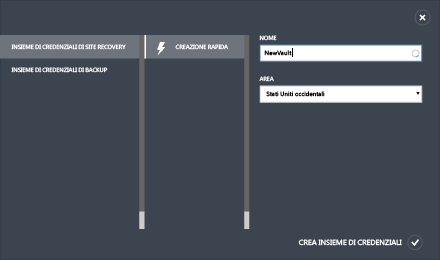 INSIEME DI CREDENZIALI DI SITE RECOVERY
INSIEME DI CREDENZIALI DI BACKUP
CREAZIONE RAPIDA
NOME
NewVault
AREA
Stati Uniti occidentali
CREA INSIEME DI CREDENZIALI